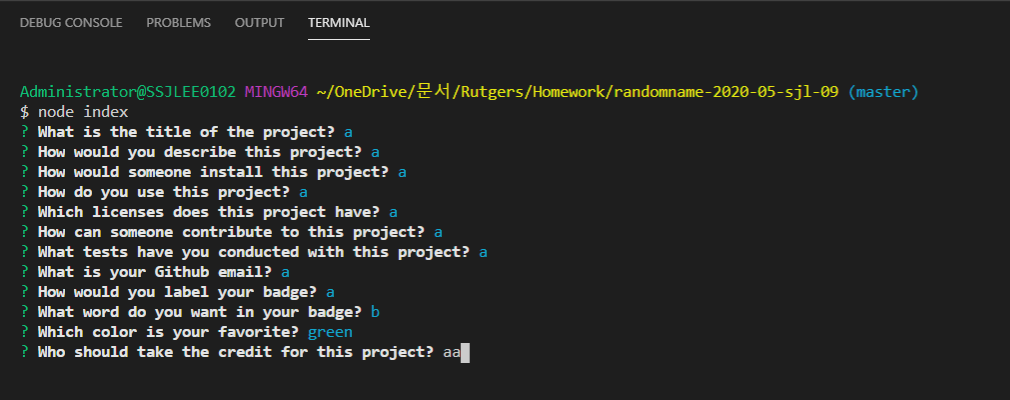 DEBUG CONSOLE PROBLEMS OUTPUT TERMINAL
Administrator@SSJLEE0102 MINGW64 ~/OneDrive/문서/Rutgers/Homework/randomname-2020-05-sjl-09 (master)
$ node index
? What is the title of the project? a
? How would you describe this project? a
? How would someone install this project? a
? How do you use this project? a
? Which licenses does this project have? a
? How can someone contribute to this project? a
? What tests have you conducted with this project? a
? What is your Github email? a
? How would you label your badge? a
? What word do you want in your badge? b
? Which color is your favorite? green
? Who should take the credit for this project? aa